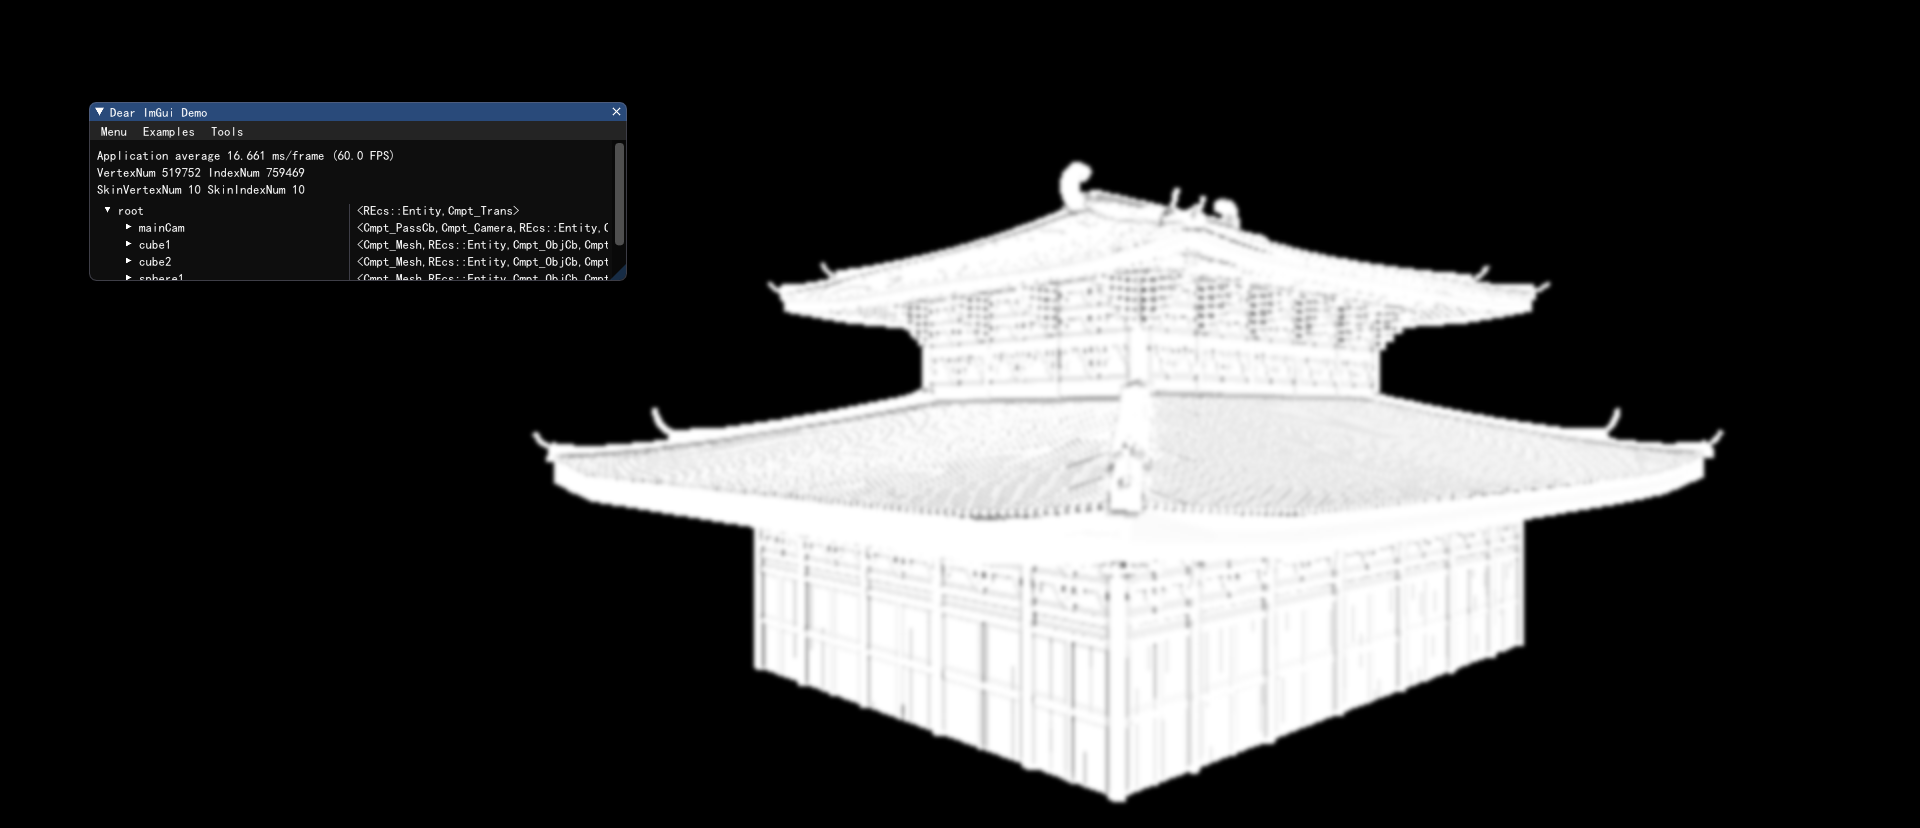 Dear ImGui Demo
Menu Examples Tools
Application average 16.661 ms/frame (60.0 FPS)
VertexNum 519752 IndexNum 759469
SkinVertexNum 10 SkinIndexNum 10
root <REcs::Entity,Cmpt_Trans>
mainCam <Cmpt_PassCb,Cmpt_Camera,REcs::Entity,C
cube1 <Cmpt_Mesh,REcs::Entity,Cmpt_ObjCb,Cmpt
cube2 <Cmpt_Mesh,REcs::Entity,Cmpt_ObjCb,Cmpt
sphere1 <Cmpt_Mesh,REcs::Entity,Cmpt_ObjCb,Cmpt